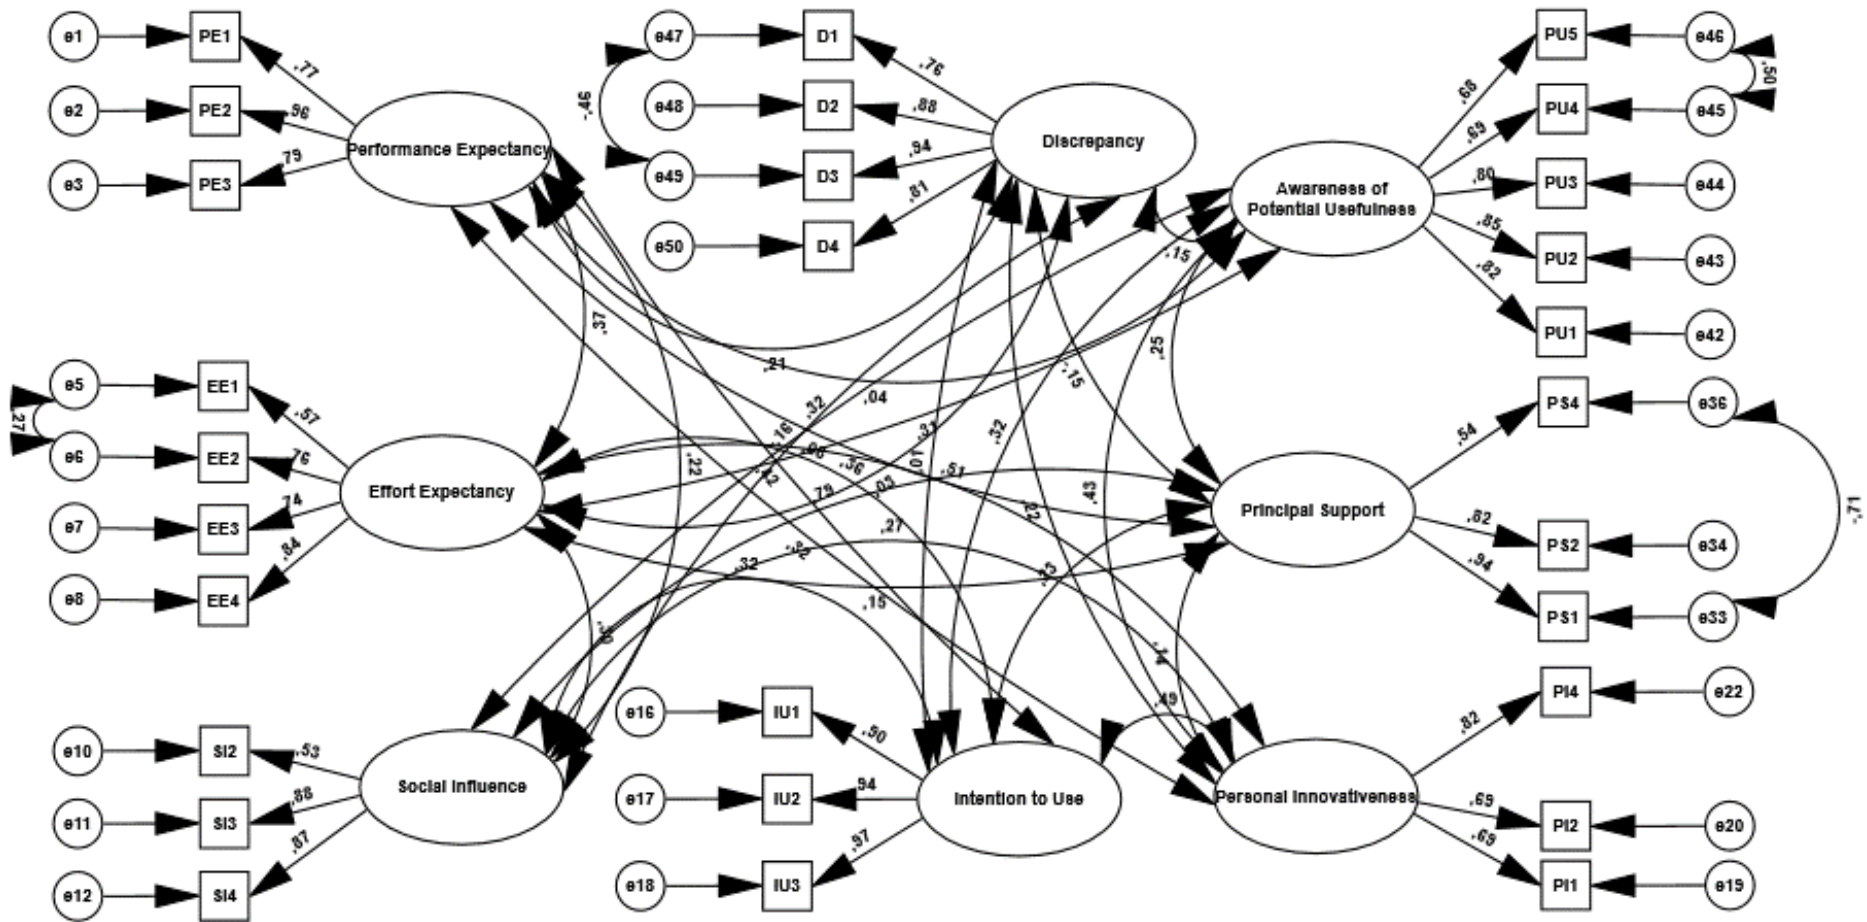 e1
PE1
,77
e2
PE2
,96
e3
PE3
,79
Performance Expectancy
e47
D1
,76
e48
D2
,88
-,46
e49
D3
,94
e50
D4
,81
Discrepancy
-,15
Awareness of
Potential Usefulness
PU5
e46
,68
,50
PU4
e45
,69
PU3
e44
,80
PU2
e43
,85
PU1
e42
,82
,37
,21
,04
,25
-,15
,32
,32
,31
,16
,36
,51
,79
,03
,22
,43
,22
,27
,32
,32
,15
,14
,49
,30
e5
EE1
,57
,27
e6
EE2
,76
e7
EE3
,74
e8
EE4
,84
Effort Expectancy
PS4
e36
,54
Principal Support
PS2
e34
,82
PS1
e33
,94
-,71
e10
SI2
,53
e11
SI3
,88
e12
SI4
,87
Social Influence
e16
IU1
,50
e17
IU2
,94
e18
IU3
,97
Intention to Use
Personal Innovativeness
PI4
e22
,82
PI2
e20
,69
PI1
e19
,69